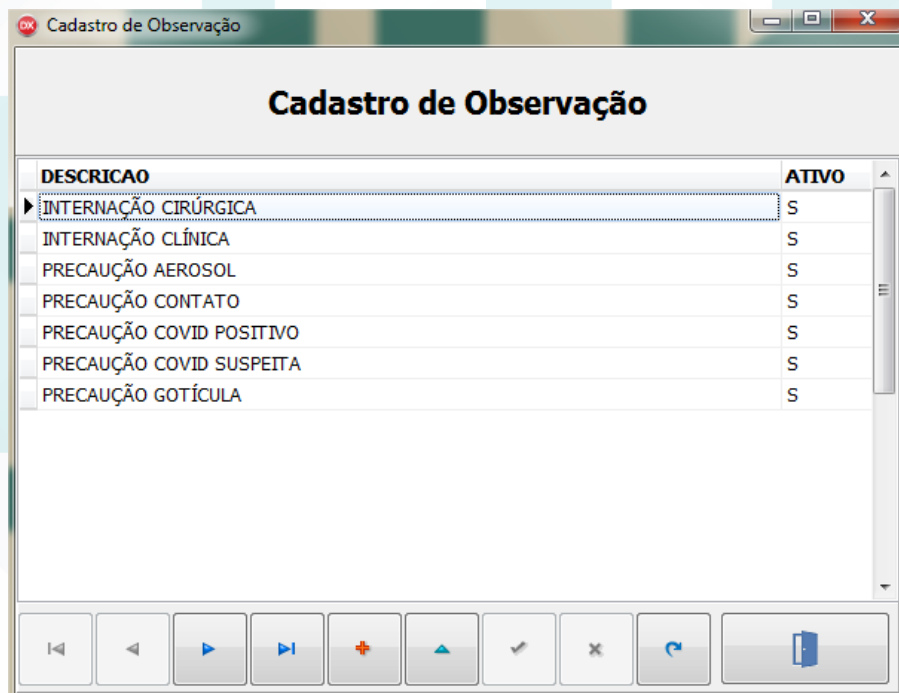 DX Cadastro de Observação
Cadastro de Observação
DESCRICAO ATIVO
INTERNAÇÃO CIRÚRGICA S
INTERNAÇÃO CLÍNICA S
PRECAUÇÃO AEROSOL S
PRECAUÇÃO CONTATO S
PRECAUÇÃO COVID POSITIVO S
PRECAUÇÃO COVID SUSPEITA S
PRECAUÇÃO GOTÍCULA S